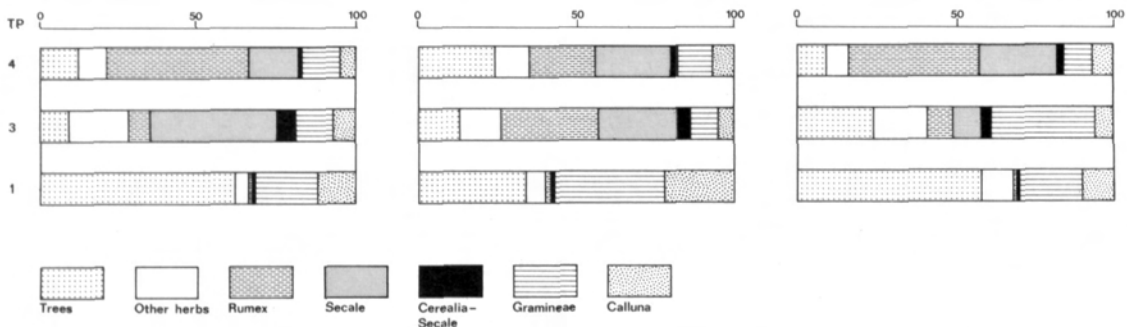 0 50 100 0 50 100 0 50 100
TP
4
3
1
Trees Other herbs Rumex Secale Cerealia– Gramineae Calluna
Secale